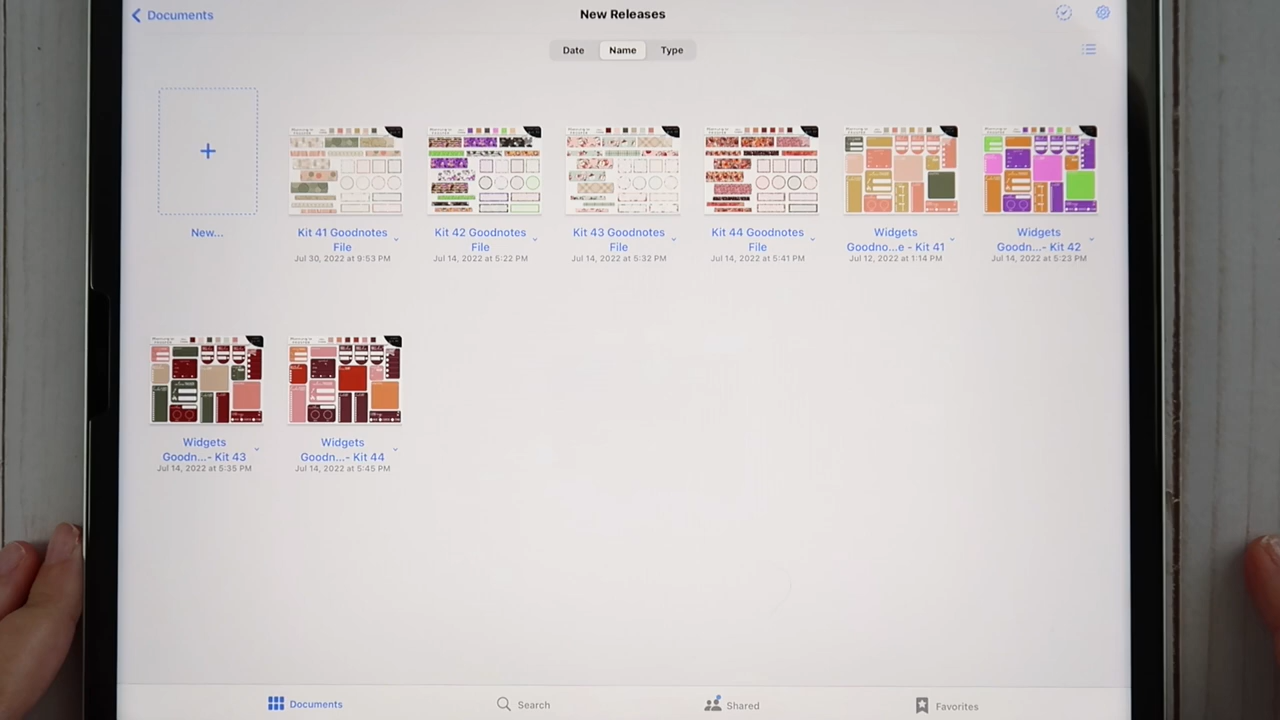 Documents
New Releases
Date
Name
Type
New...
Kit 41 Goodnotes
File
Jul 30, 2022 at 9:53 PM
Kit 42 Goodnotes
File
Jul 14, 2022 at 5:22 PM
Kit 43 Goodnotes
File
Jul 14, 2022 at 5:32 PM
Kit 44 Goodnotes
File
Jul 14, 2022 at 5:41 PM
Widgets
Goodno...e - Kit 41
Jul 12, 2022 at 1:14 PM
Widgets
Goodn...- Kit 42
Jul 14, 2022 at 5:23 PM
Widgets
Goodn...- Kit 43
Jul 14, 2022 at 5:35 PM
Widgets
Goodn...- Kit 44
Jul 14, 2022 at 5:45 PM
Documents
Search
Shared
Favorites